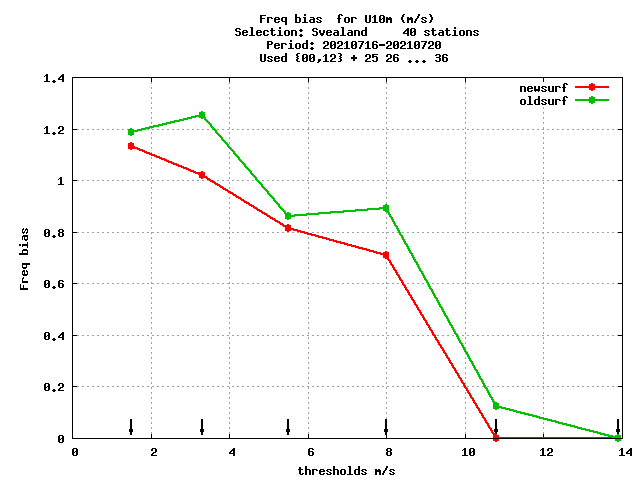 Freq bias  for U10m (m/s)
Selection: Svealand     40 stations
Period: 20210716-20210720
Used {00,12} + 25 26 ... 36
newsurf
oldsurf
1.4
1.2
1
0.8
0.6
0.4
0.2
0
Freq bias
0 2 4 6 8 10 12 14
thresholds m/s